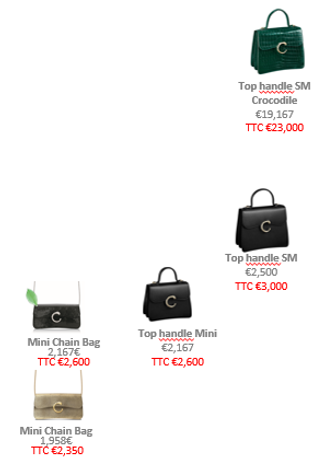 Top handle SM
Crocodile
€19,167
TTC €23,000
Top handle SM
€2,500
TTC €3,000
Mini Chain Bag
2,167€
TTC €2,600
Top handle Mini
€2,167
TTC €2,600
Mini Chain Bag
1,958€
TTC €2,350